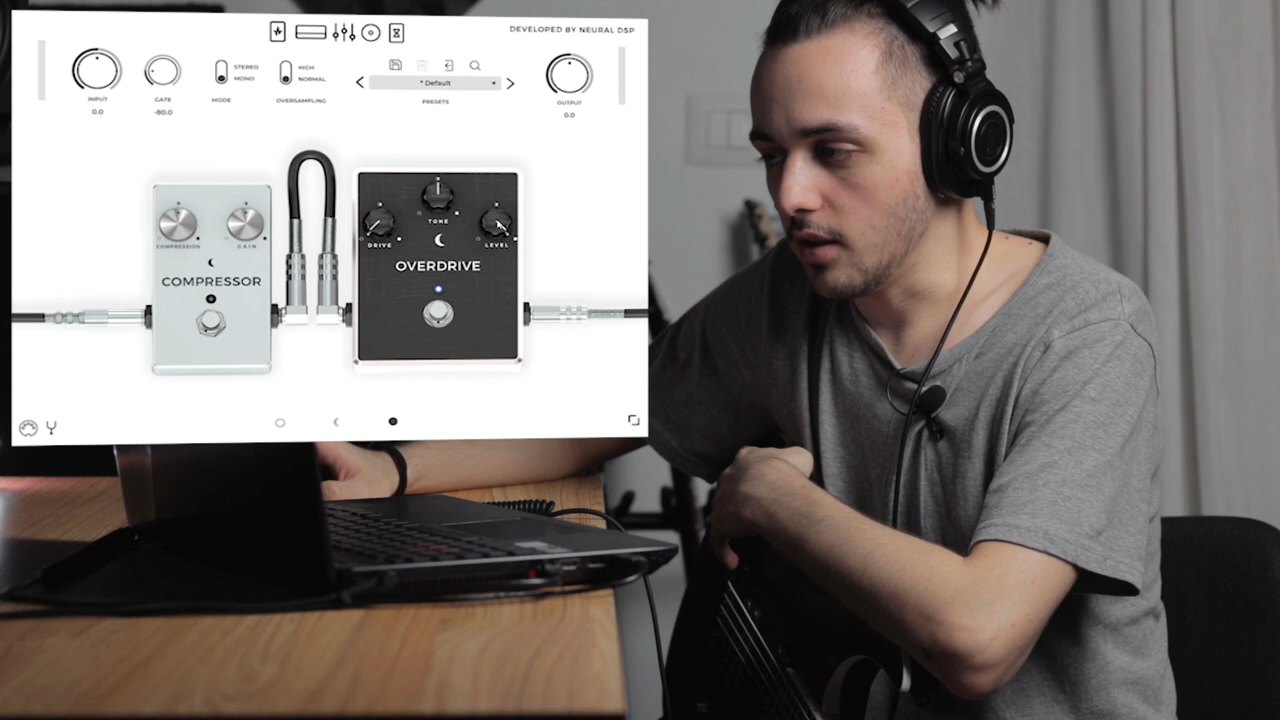 DEVELOPED BY NEURAL DSP
INPUT
0.0
GATE
-80.0
STEREO
MONO
MODE
HIGH
NORMAL
OVERSAMPLING
* Default
PRESETS
OUTPUT
0.0
COMPRESSION
GAIN
COMPRESSOR
TONE
DRIVE
LEVEL
OVERDRIVE